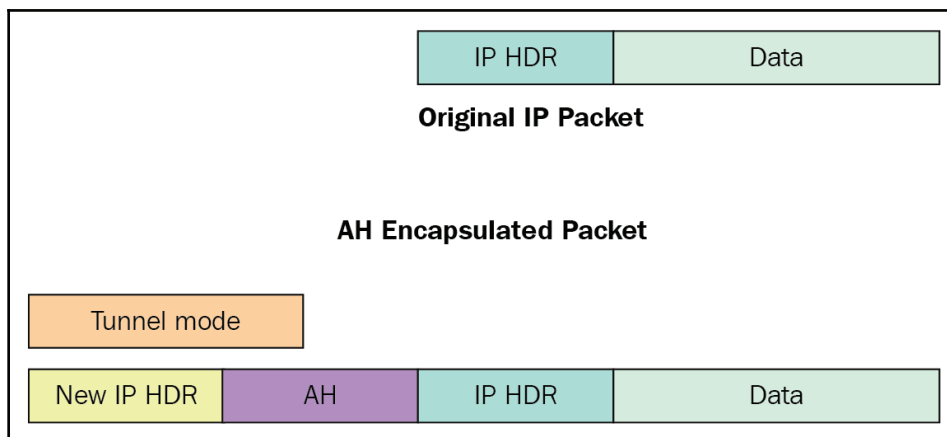 IP HDR Data
Original IP Packet
AH Encapsulated Packet
Tunnel mode
New IP HDR AH IP HDR Data